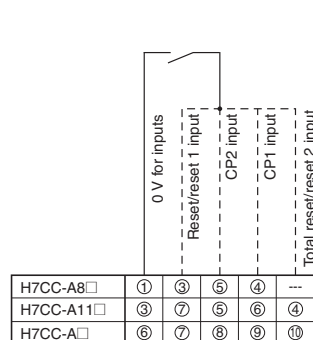 0 V for inputs
Reset/reset 1 input
CP2 input
CP1 input
Total reset/reset 2 input
H7CC-A8□ ① ③ ⑤ ④ ---
H7CC-A11□ ③ ⑦ ⑤ ⑥ ④
H7CC-A□ ⑥ ⑦ ⑧ ⑨ ⑩